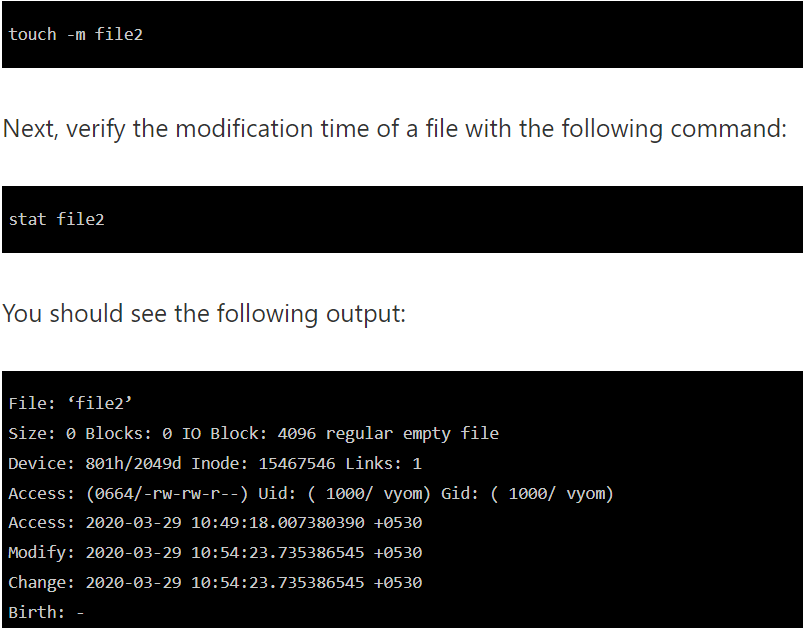 touch -m file2
Next, verify the modification time of a file with the following command:
stat file2
You should see the following output:
File: ‘file2’
Size: 0 Blocks: 0 IO Block: 4096 regular empty file
Device: 801h/2049d Inode: 15467546 Links: 1
Access: (0664/-rw-rw-r--) Uid: ( 1000/ vyom) Gid: ( 1000/ vyom)
Access: 2020-03-29 10:49:18.007380390 +0530
Modify: 2020-03-29 10:54:23.735386545 +0530
Change: 2020-03-29 10:54:23.735386545 +0530
Birth: -